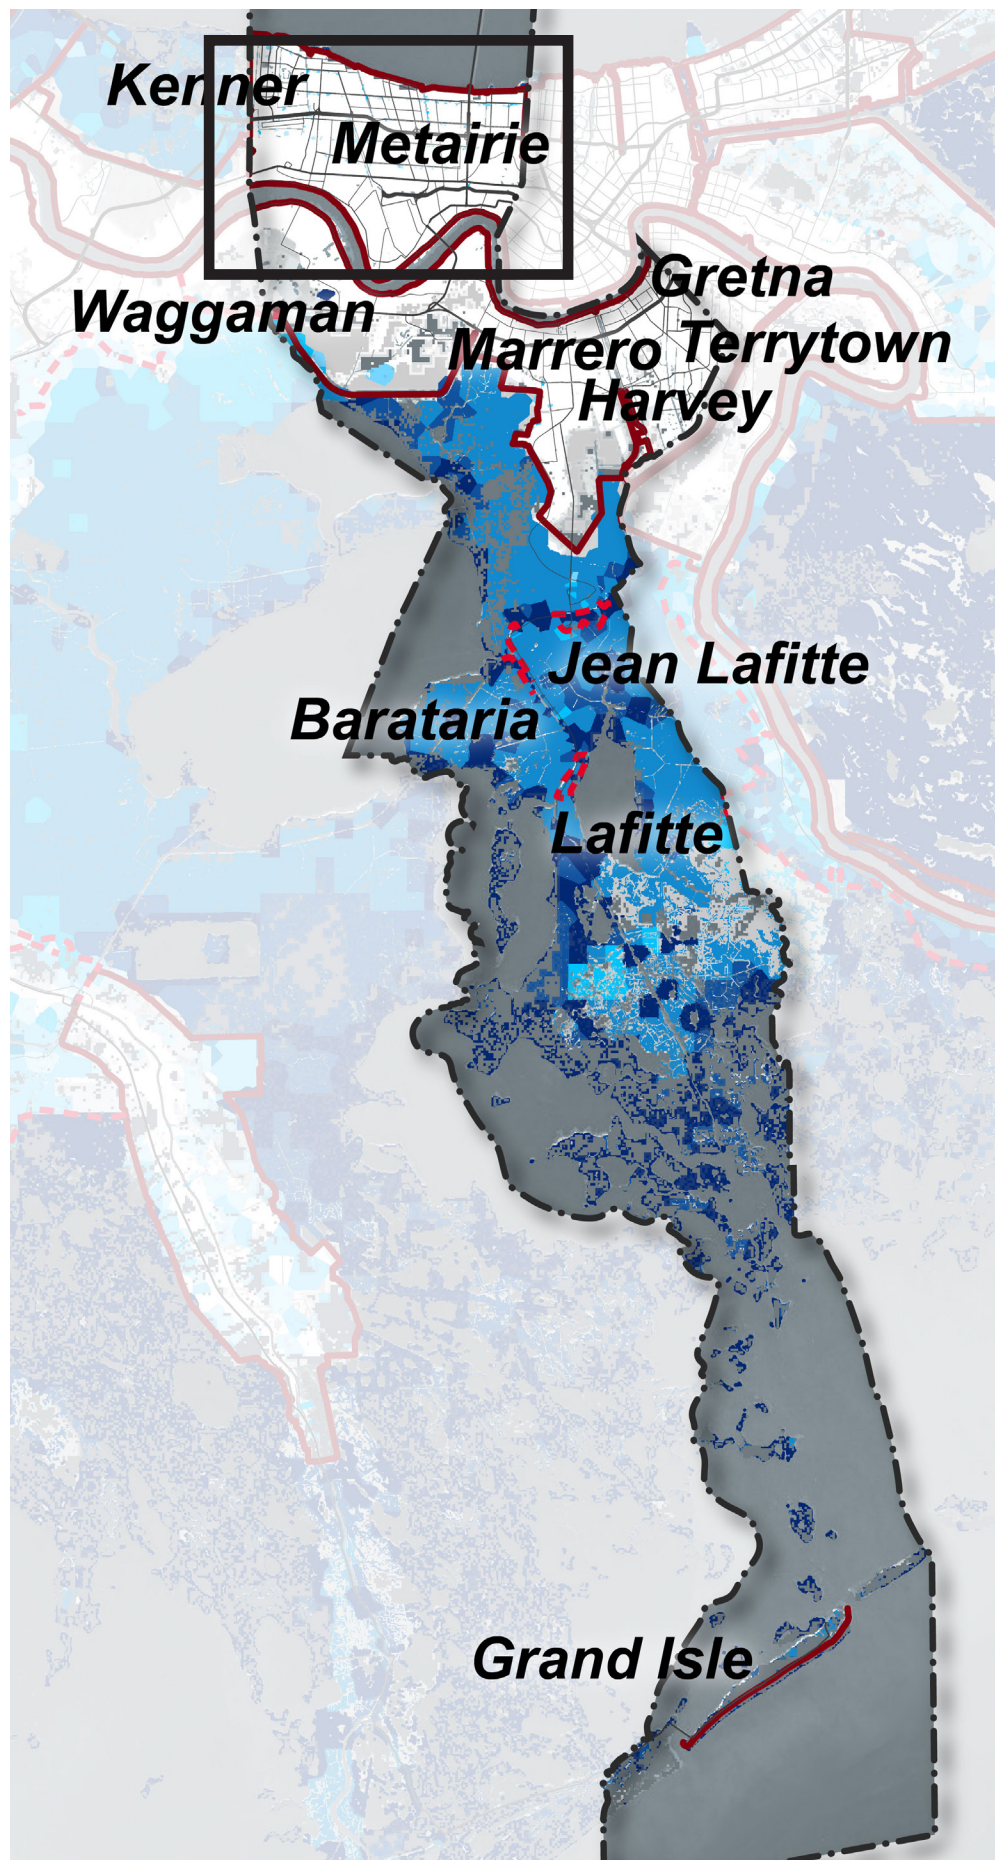 Kenner
Metairie
Gretna
Waggaman
Marrero
Terrytown
Harvey
Jean Lafitte
Barataria
Lafitte
Grand Isle